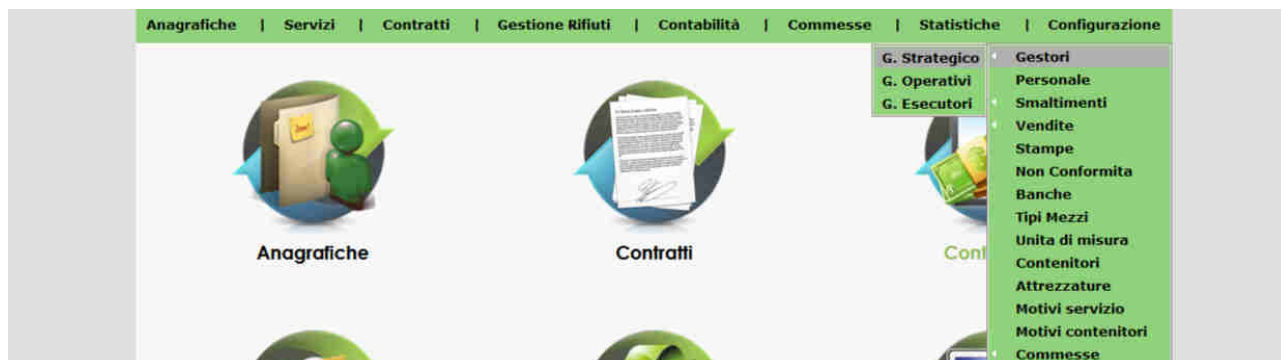 Anagrafiche | Servizi | Contratti | Gestione Rifiuti | Contabilità | Commesse | Statistiche | Configurazione
G. Strategico
G. Operativi
G. Esecutori
Gestori
Personale
Smaltimenti
Vendite
Stampe
Non Conformita
Banche
Tipi Mezzi
Unita di misura
Contenitori
Attrezzature
Motivi servizio
Motivi contenitori
Commesse
Anagrafiche
Contratti
Cont